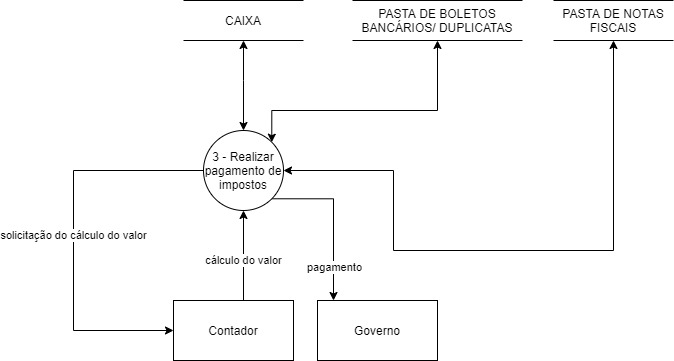 CAIXA
PASTA DE BOLETOS
BANCÁRIOS/ DUPLICATAS
PASTA DE NOTAS
FISCAIS
3 - Realizar
pagamento de
impostos
solicitação do cálculo do valor
cálculo do valor
pagamento
Contador
Governo